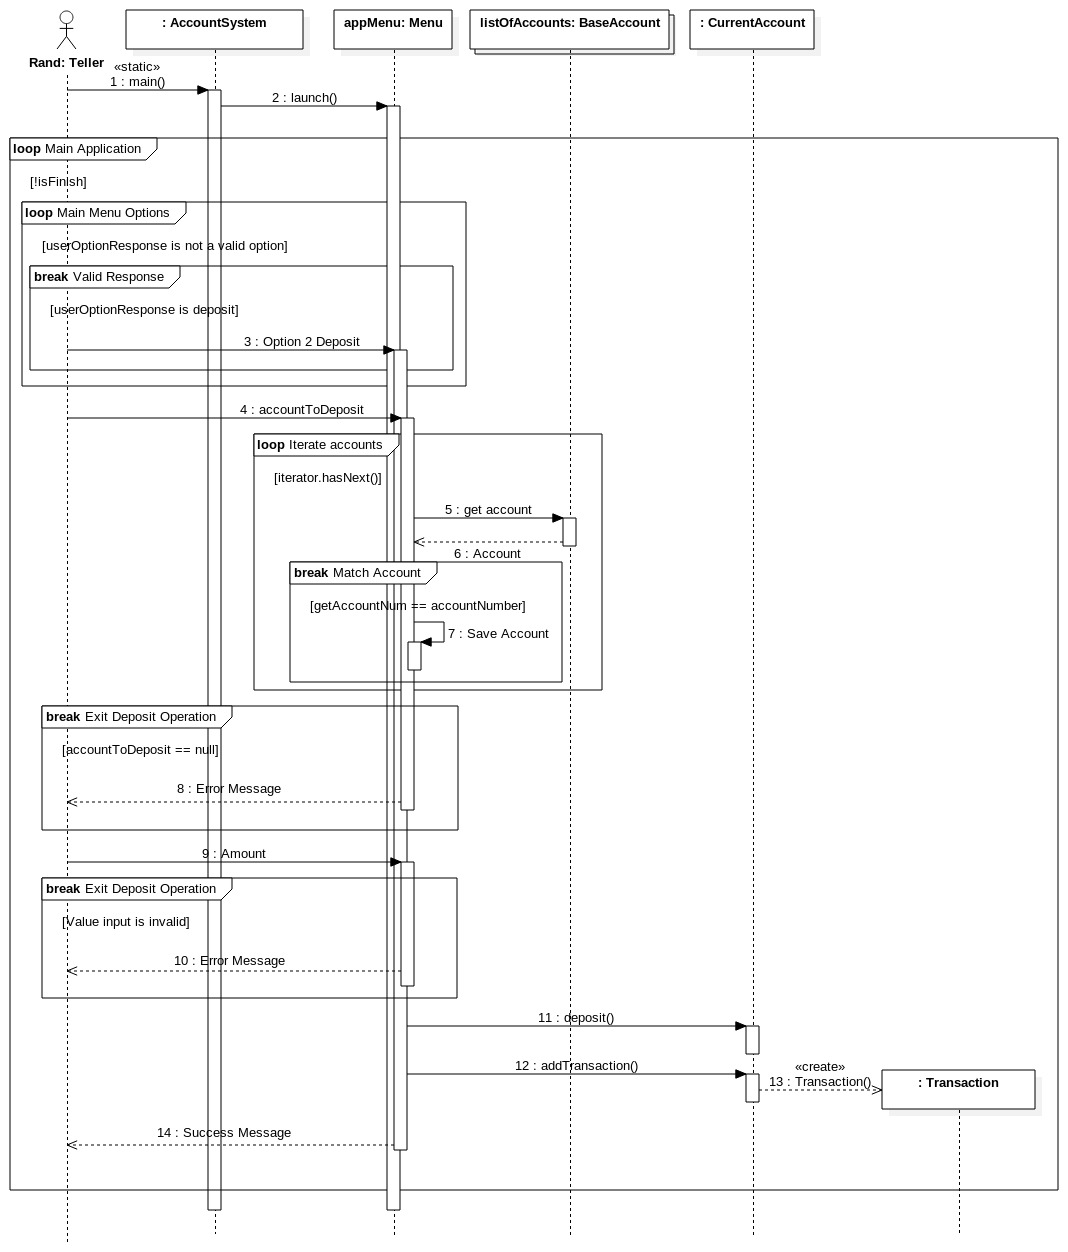 : AccountSystem
appMenu: Menu
listOfAccounts: BaseAccount
: CurrentAccount
Rand: Teller
«static»
1 : main()
2 : launch()
loop Main Application
[!isFinish]
loop Main Menu Options
[userOptionResponse is not a valid option]
break Valid Response
[userOptionResponse is deposit]
3 : Option 2 Deposit
4 : accountToDeposit
loop Iterate accounts
[iterator.hasNext()]
5 : get account
6 : Account
break Match Account
[getAccountNum == accountNumber]
7 : Save Account
break Exit Deposit Operation
[accountToDeposit == null]
8 : Error Message
9 : Amount
break Exit Deposit Operation
[Value input is invalid]
10 : Error Message
11 : deposit()
12 : addTransaction()
«create»
13 : Transaction()
: Transaction
14 : Success Message